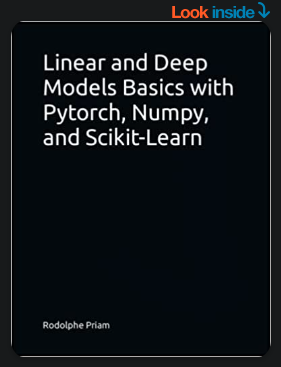 Look inside
Linear and Deep
Models Basics with
Pytorch, Numpy,
and Scikit-Learn
Rodolphe Priam